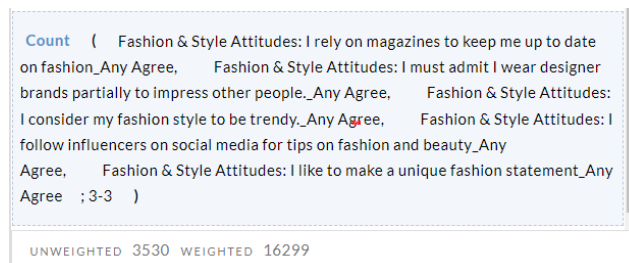 Count ( Fashion & Style Attitudes: I rely on magazines to keep me up to date
on fashion_Any Agree, Fashion & Style Attitudes: I must admit I wear designer
brands partially to impress other people._Any Agree, Fashion & Style Attitudes:
I consider my fashion style to be trendy._Any Agree, Fashion & Style Attitudes: I
follow influencers on social media for tips on fashion and beauty_Any
Agree, Fashion & Style Attitudes: I like to make a unique fashion statement_Any
Agree ; 3-3 )
UNWEIGHTED 3530 WEIGHTED 16299